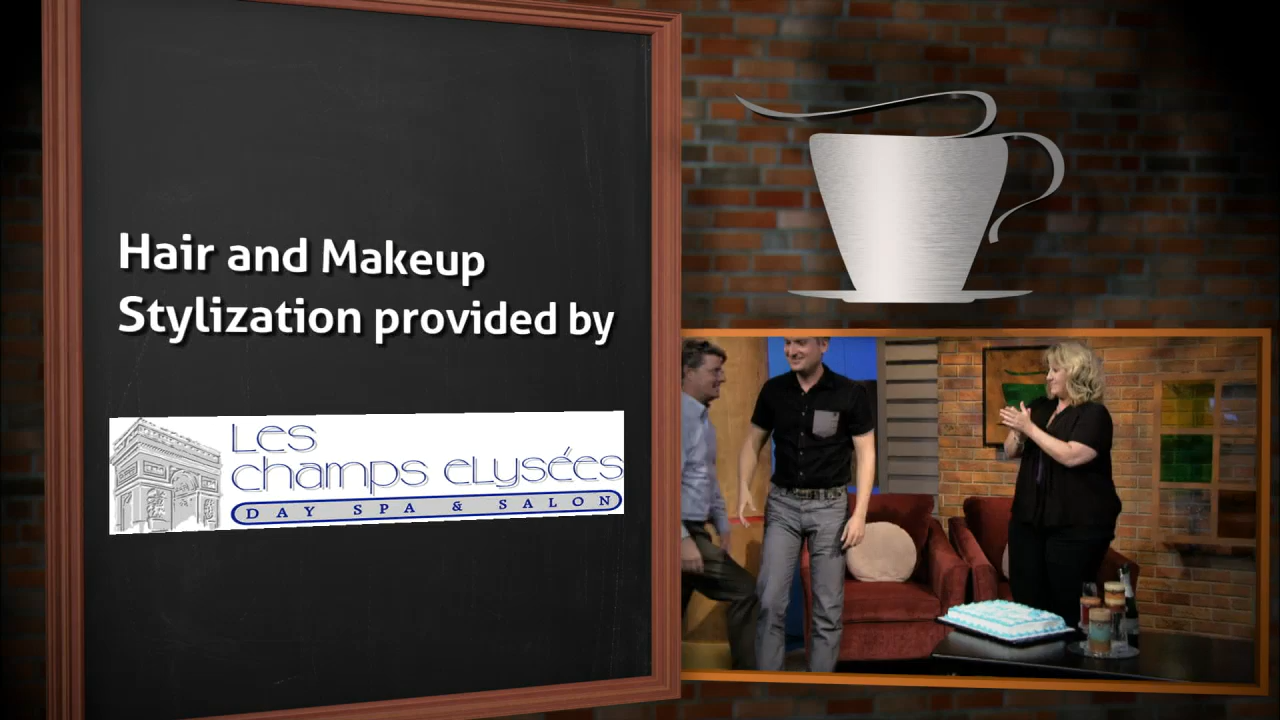 Hair and Makeup
Stylization provided by
Les
champs elysées
DAY SPA & SALON